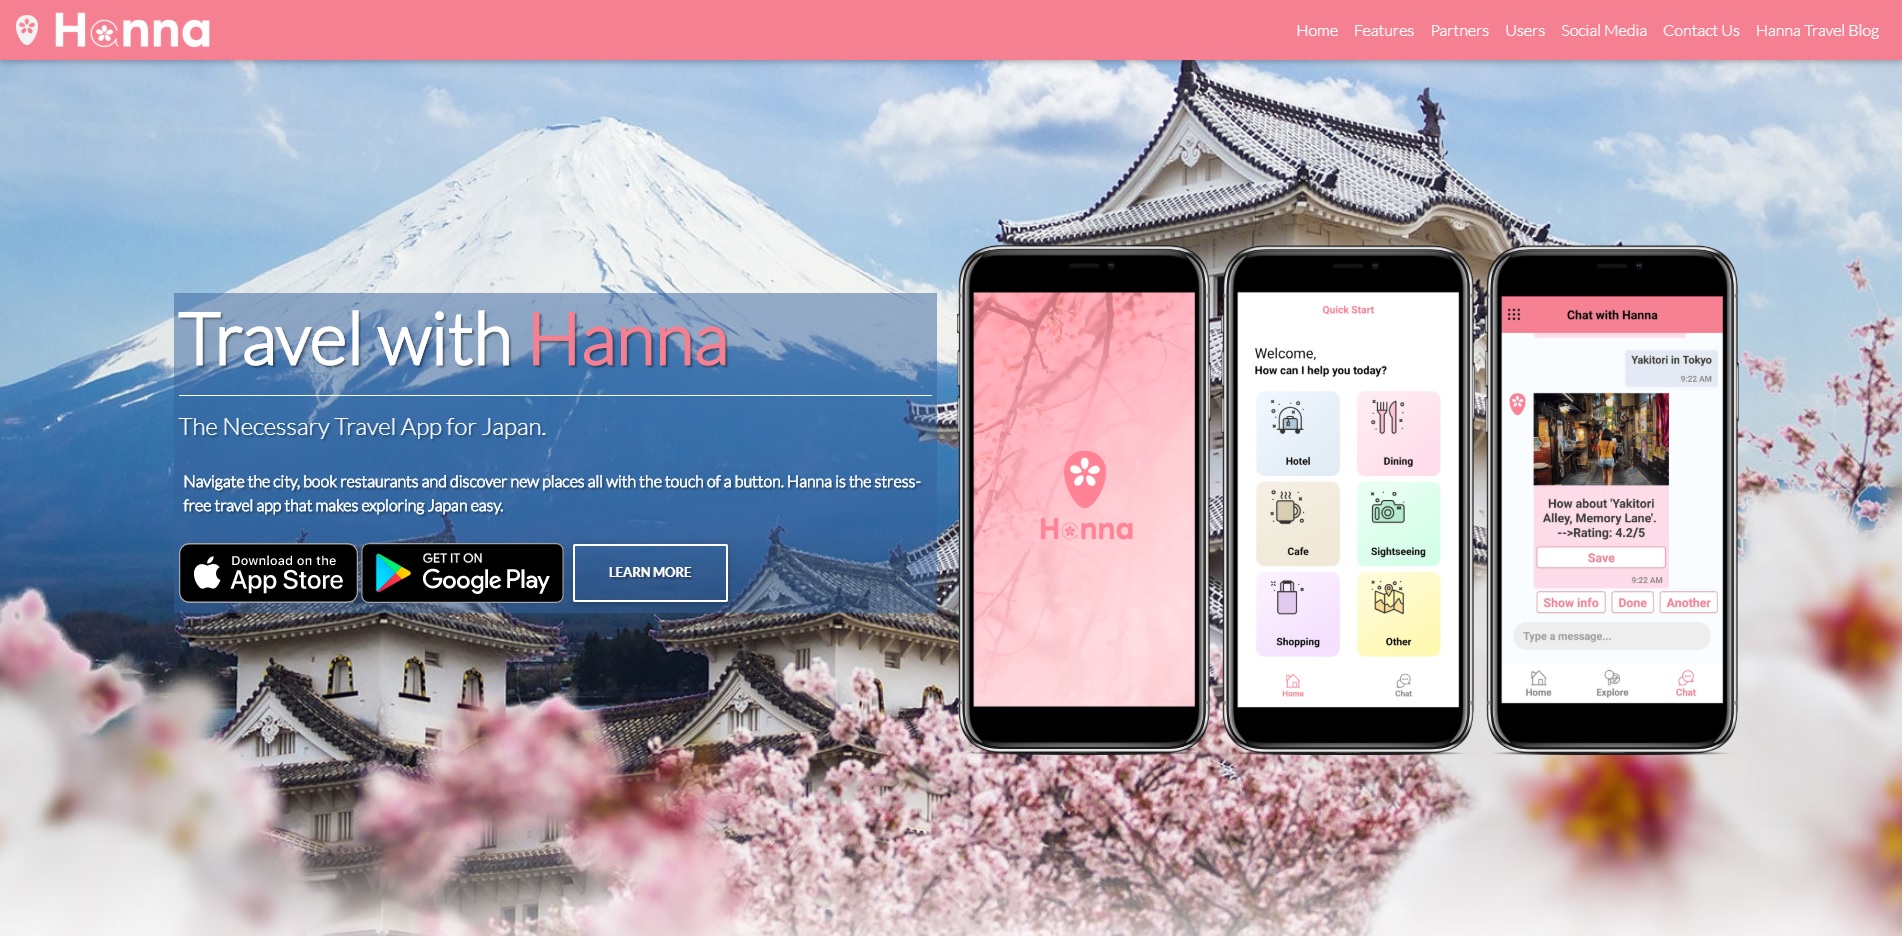 Hanna
Home Features Partners Users Social Media Contact Us Hanna Travel Blog
Travel with Hanna
The Necessary Travel App for Japan.
Navigate the city, book restaurants and discover new places all with the touch of a button. Hanna is the stress-
free travel app that makes exploring Japan easy.
Download on the
App Store
GET IT ON
Google Play
LEARN MORE
Hanna
Quick Start
Welcome,
How can I help you today?
Hotel
Dining
Cafe
Sightseeing
Shopping
Other
Home
Chat
Chat with Hanna
Yakitori in Tokyo
9:22 AM
How about 'Yakitori
Alley, Memory Lane'.
-->Rating: 4.2/5
Save
9:22 AM
Show info
Done
Another
Type a message...
Home
Explore
Chat